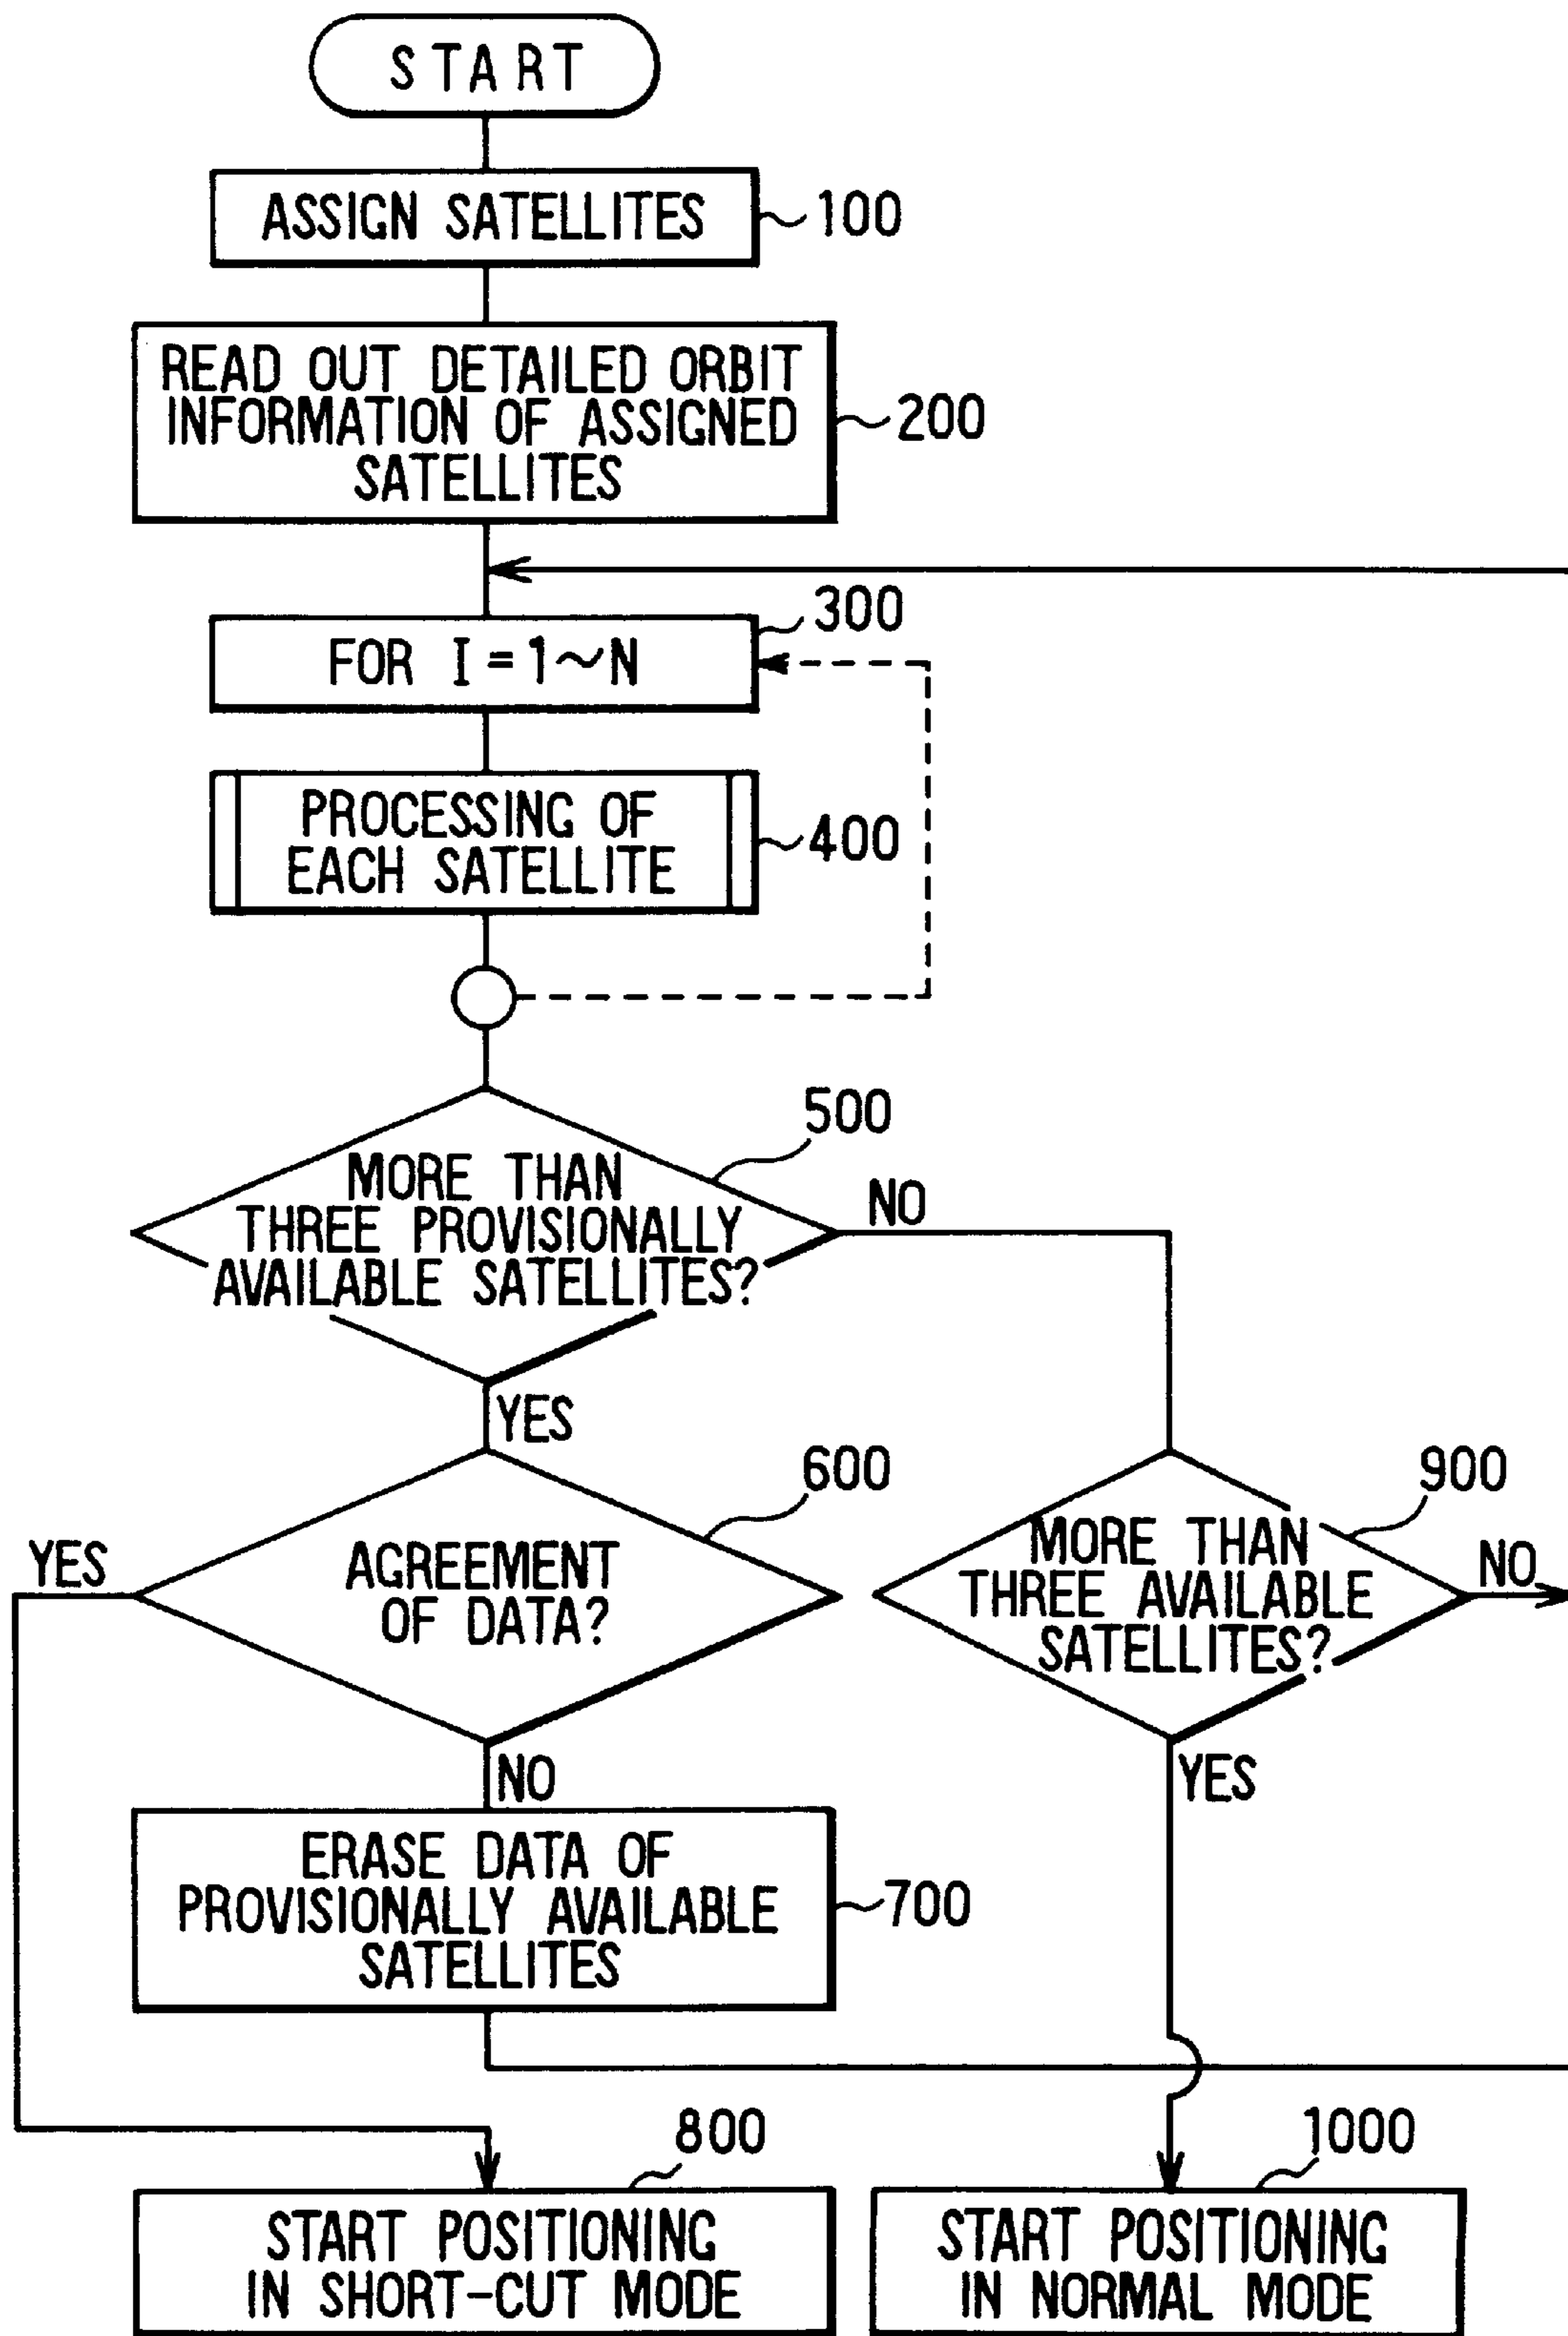 START
ASSIGN SATELLITES
100
READ OUT DETAILED ORBIT
INFORMATION OF ASSIGNED
SATELLITES
200
300
FOR I=1~N
PROCESSING OF
EACH SATELLITE
400
500
MORE THAN
THREE PROVISIONALLY
AVAILABLE SATELLITES?
NO
YES
600
AGREEMENT
OF DATA?
YES
NO
900
MORE THAN
THREE AVAILABLE
SATELLITES?
NO
YES
ERASE DATA OF
PROVISIONALLY AVAILABLE
SATELLITES
700
800
START POSITIONING
IN SHORT-CUT MODE
1000
START POSITIONING
IN NORMAL MODE